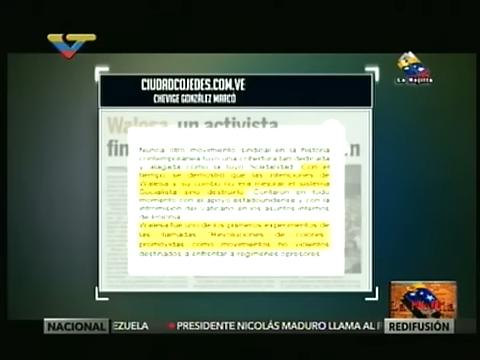 CIUDADCOJEDES.COM.VE
CHEVIGE GONZÁLEZ MARCÓ
Walesa, un activista
fin
Nunca otro movimiento sindical en la historia
contemporánea tuvo una cobertura tan dedicada
y alagada como la tuvo Solidaridad. Con el
tiempo se demostró que las intenciones de
Walesa y su combo no era mejorar el sistema
Socialista sino destruirlo. Contaron en todo
momento con el apoyo estadounidense y con la
intromisión del Vaticano en los asuntos internos
de Polonia.
Walesa fue uno de los primeros experimentos de
las llamadas "Revoluciones de colores",
promovidas como movimientos no violentos
destinados a enfrentar a regímenes opresores.
La Hojilla
NACIONAL EZUELA PRESIDENTE NICOLÁS MADURO LLAMA AL REDIFUSIÓN